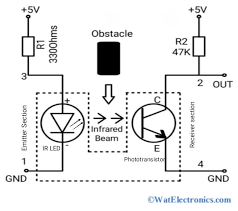 +5V
+5V
R1
330Ohms
Obstacle
R2
47K
3
2
OUT
Emitter Section
+
-
IR LED
Infrared
Beam
C
E
Phototransistor
Receiver section
1
GND
4
GND
©WatElectronics.com